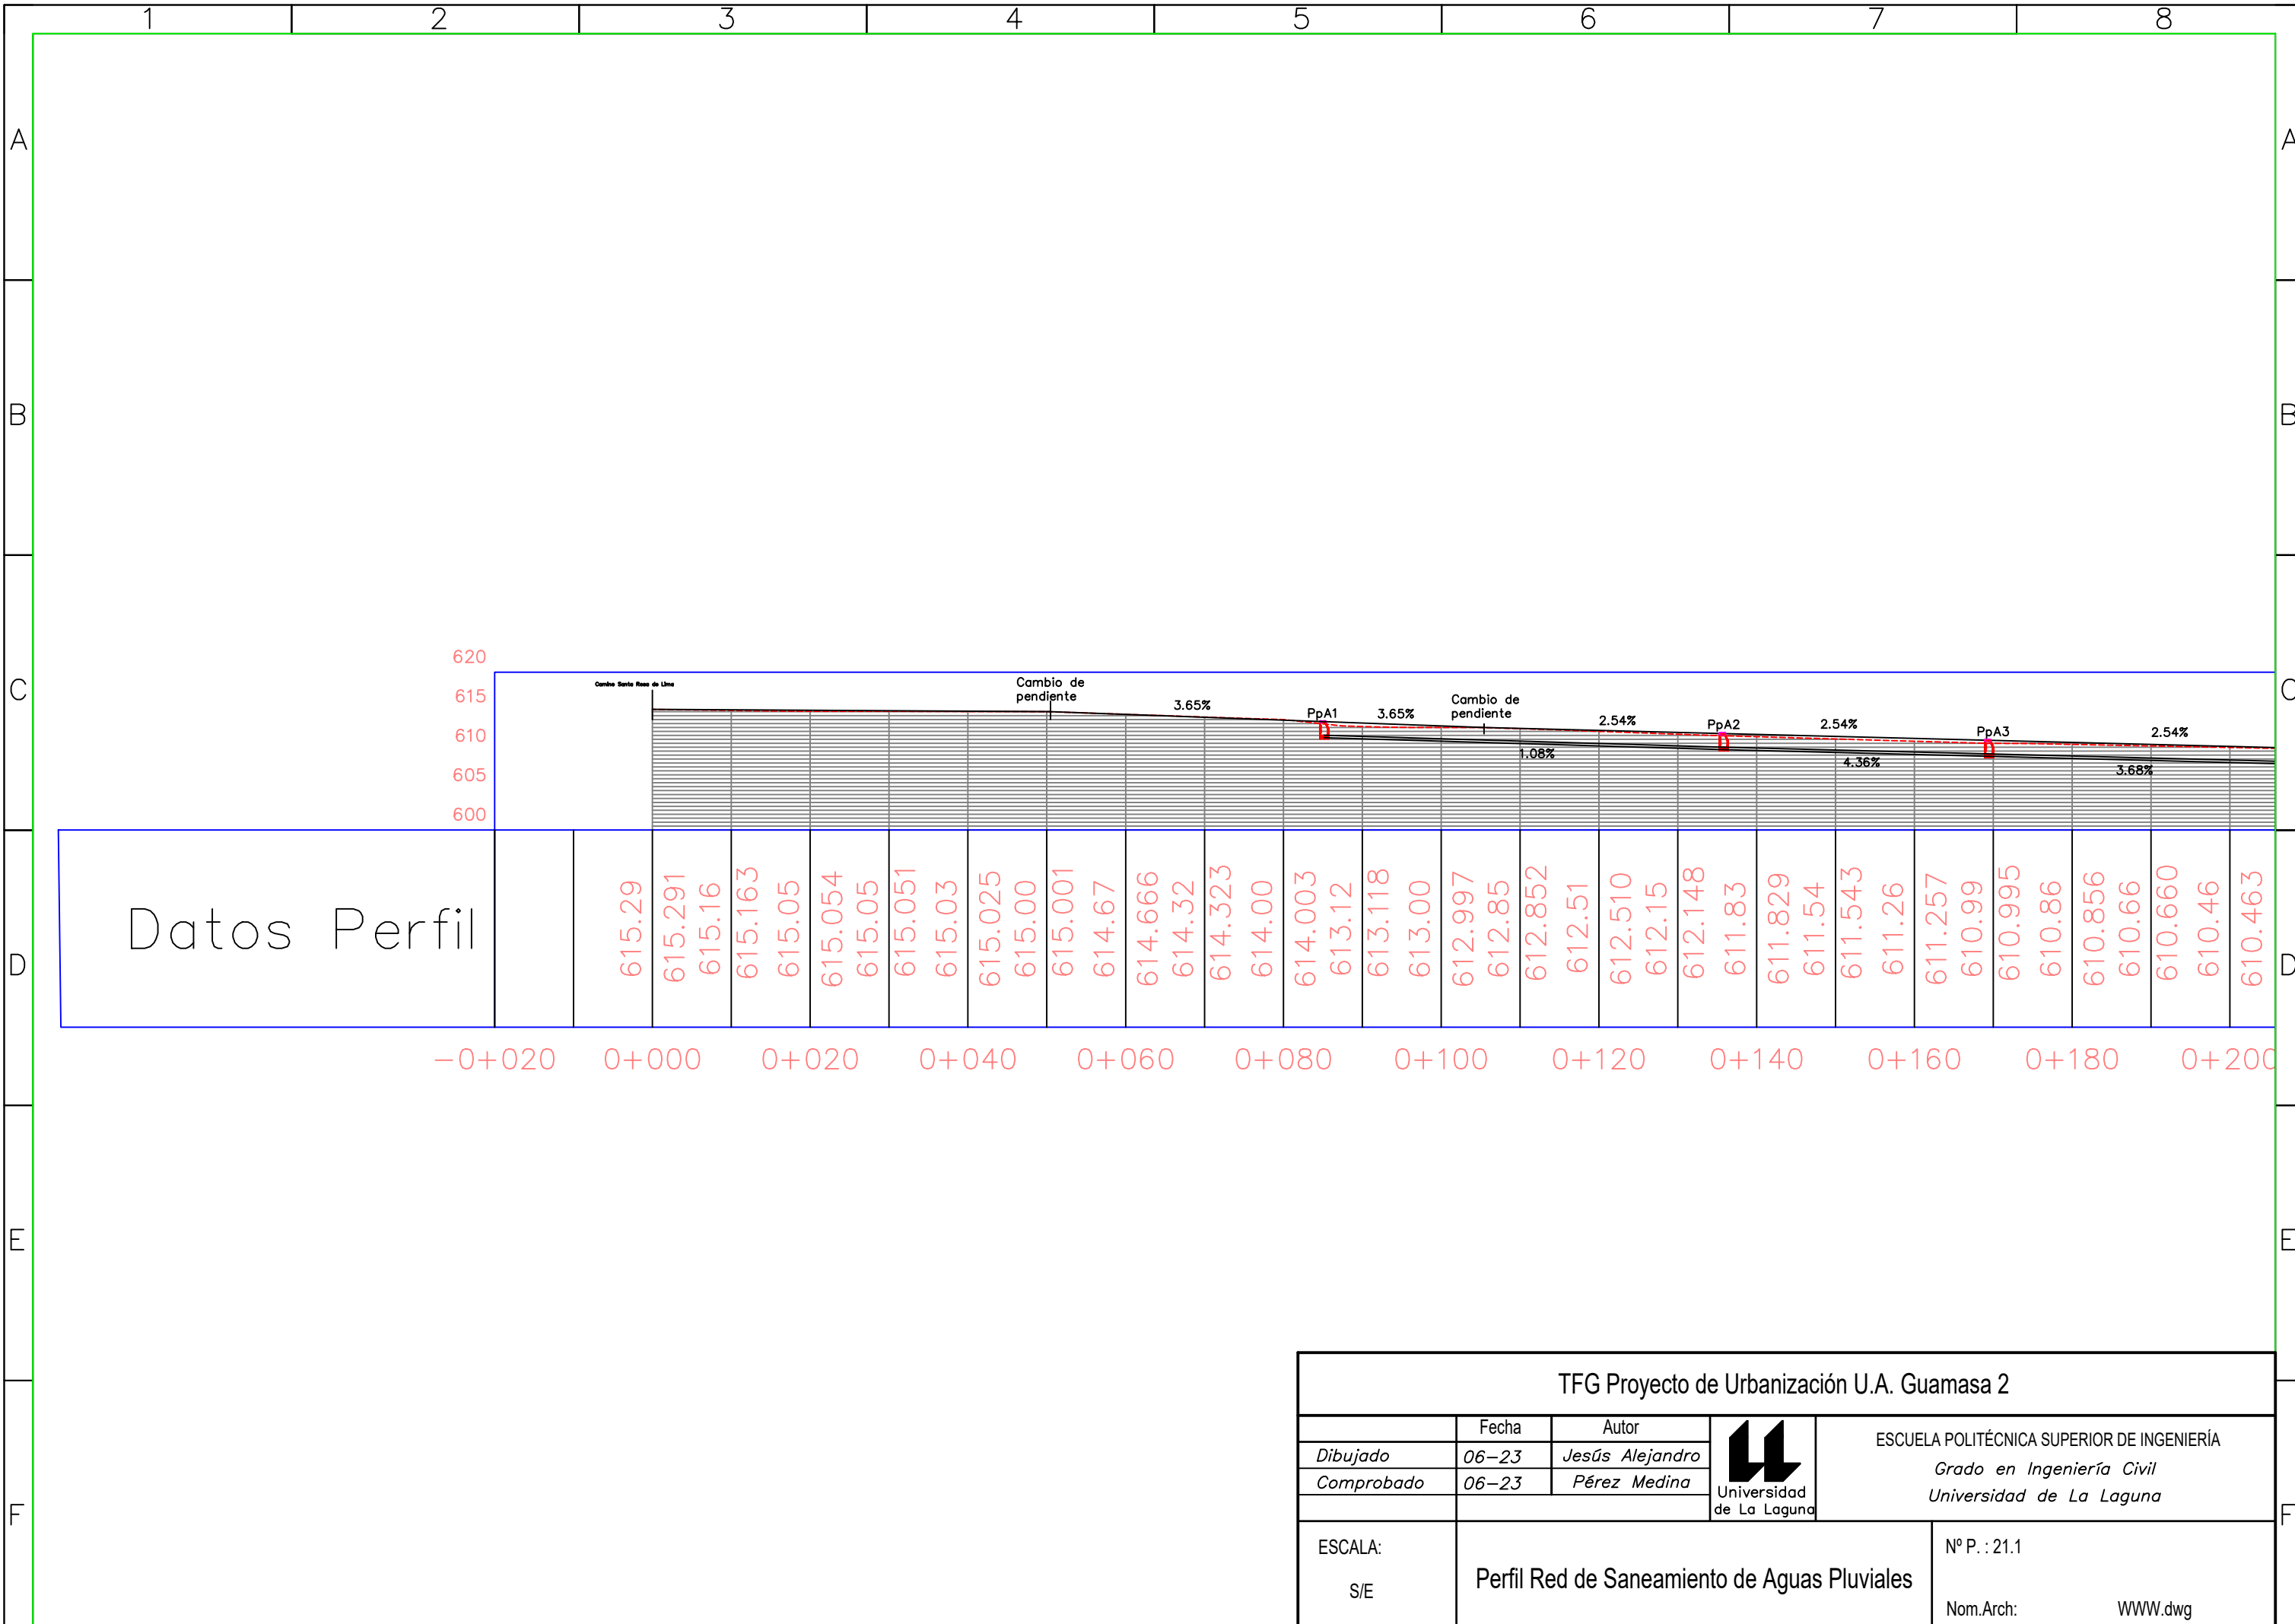 1 2 3 4 5 6 7 8
A A
B B
C C
D D
E E
F F
620
615
610
605
600
Camino Santa Rosa de Lima
Cambio de
pendiente
3.65%
PpA1
3.65%
Cambio de
pendiente
2.54%
PpA2
2.54%
PpA3
2.54%
1.08%
4.36%
3.68%
Datos Perfil
615.29
615.291
615.16
615.163
615.05
615.054
615.05
615.051
615.03
615.025
615.00
615.001
614.67
614.666
614.32
614.323
614.00
614.003
613.12
613.118
613.00
612.997
612.85
612.852
612.51
612.510
612.15
612.148
611.83
611.829
611.54
611.543
611.26
611.257
610.99
610.995
610.86
610.856
610.66
610.660
610.46
610.463
-0+020 0+000 0+020 0+040 0+060 0+080 0+100 0+120 0+140 0+160 0+180 0+200
TFG Proyecto de Urbanización U.A. Guamasa 2
Fecha Autor
Dibujado 06-23 Jesús Alejandro
Comprobado 06-23 Pérez Medina
Universidad
de La Laguna
ESCUELA POLITÉCNICA SUPERIOR DE INGENIERÍA
Grado en Ingeniería Civil
Universidad de La Laguna
ESCALA:
S/E
Perfil Red de Saneamiento de Aguas Pluviales
Nº P. : 21.1
Nom.Arch: WWW.dwg